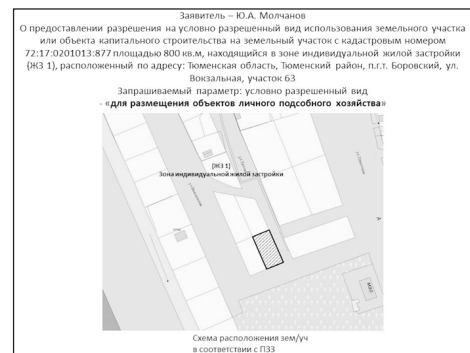 Заявитель – Ю.А. Молчанов
О предоставлении разрешения на условно разрешенный вид использования земельного участка
или объекта капитального строительства на земельный участок с кадастровым номером
72:17:0201013:877 площадью 800 кв.м, находящийся в зоне индивидуальной жилой застройки
(ЖЗ 1), расположенный по адресу: Тюменская область, Тюменский район, п.г.т. Боровский, ул.
Вокзальная, участок 63
Запрашиваемый параметр: условно разрешенный вид
- «для размещения объектов личного подсобного хозяйства»
(ЖЗ 1)
Зона индивидуальной жилой застройки
Схема расположения зем/уч
в соответствии с ПЗЗ